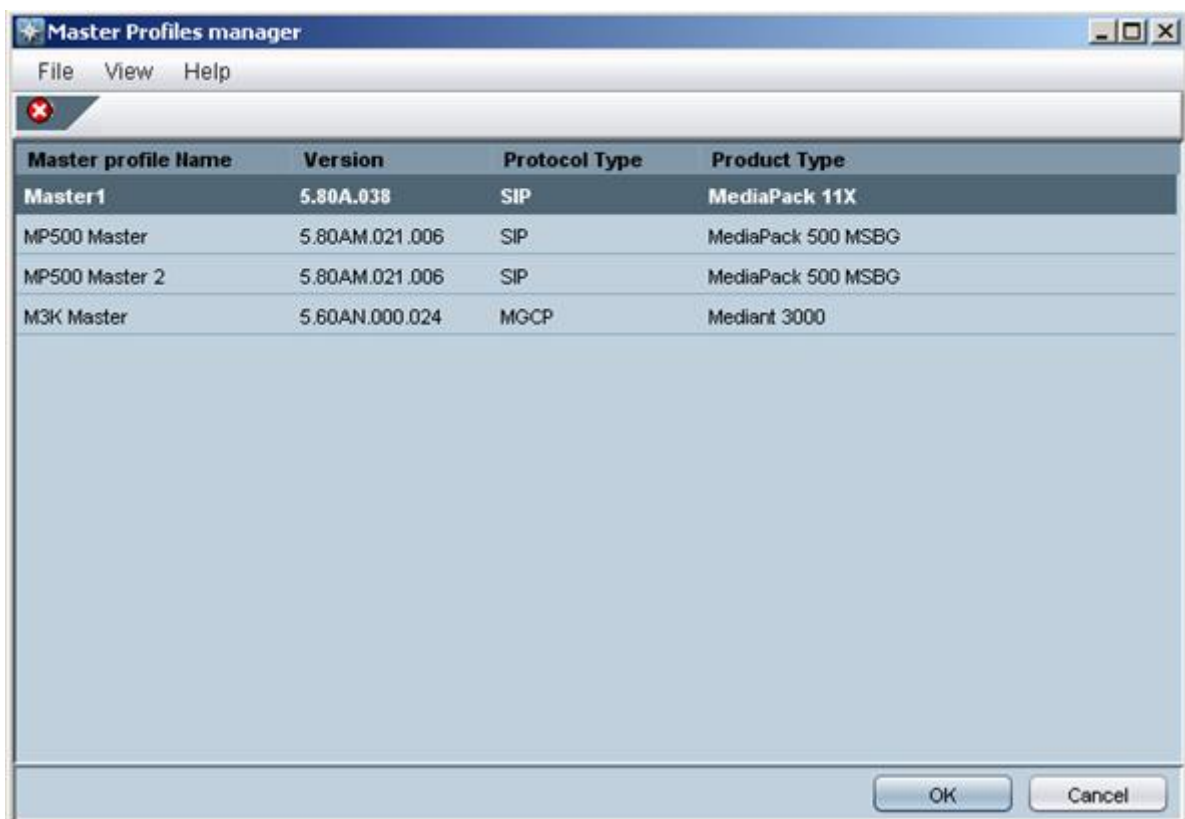 Master Profiles manager
File View Help
Master profile Name Version Protocol Type Product Type
Master1 5.80A.038 SIP MediaPack 11X
MP500 Master 5.80AM.021.006 SIP MediaPack 500 MSBG
MP500 Master 2 5.80AM.021.006 SIP MediaPack 500 MSBG
M3K Master 5.60AN.000.024 MGCP Mediant 3000
OK Cancel